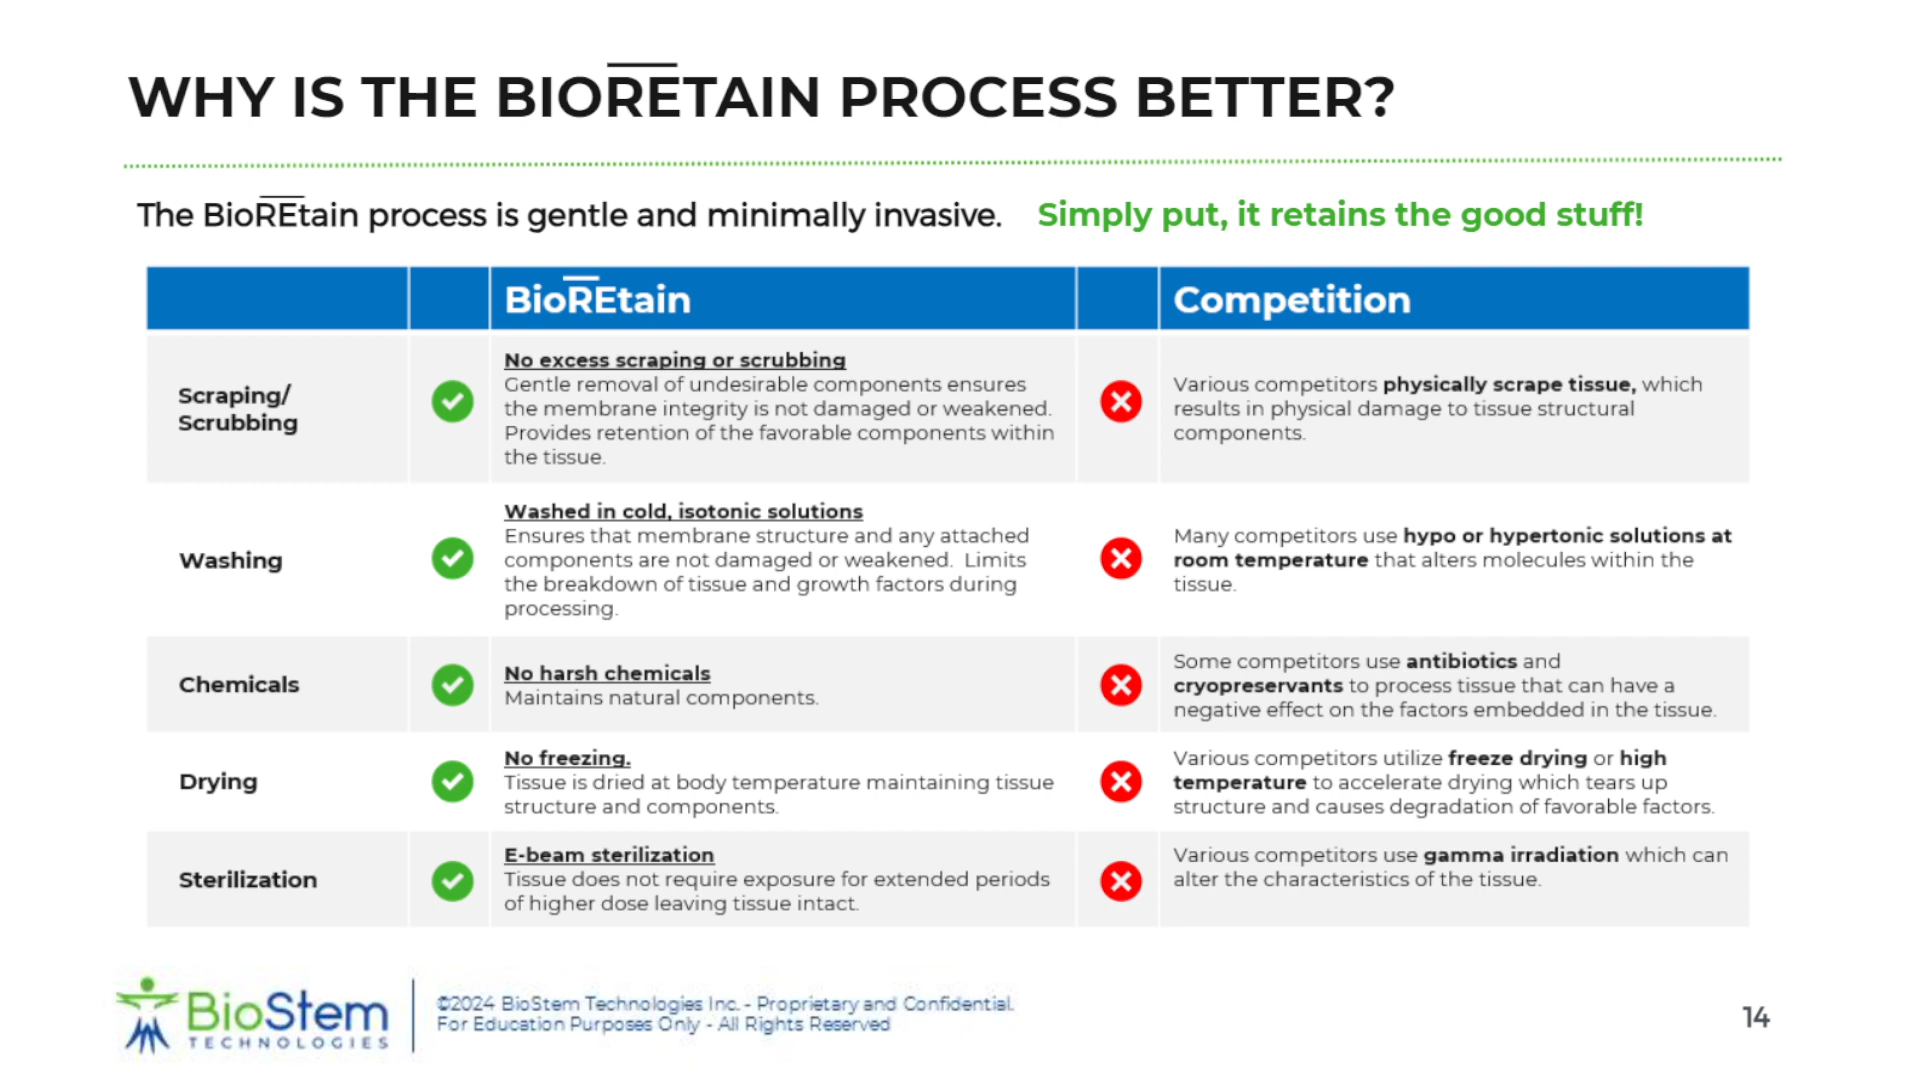 WHY IS THE BIORETAIN PROCESS BETTER?
The BioREtain process is gentle and minimally invasive. Simply put, it retains the good stuff!
BioREtain
Competition
Scraping/
Scrubbing
No excess scraping or scrubbing
Gentle removal of undesirable components ensures
the membrane integrity is not damaged or weakened.
Provides retention of the favorable components within
the tissue.
Various competitors physically scrape tissue, which
results in physical damage to tissue structural
components.
Washing
Washed in cold, isotonic solutions
Ensures that membrane structure and any attached
components are not damaged or weakened. Limits
the breakdown of tissue and growth factors during
processing.
Many competitors use hypo or hypertonic solutions at
room temperature that alters molecules within the
tissue.
Chemicals
No harsh chemicals
Maintains natural components.
Some competitors use antibiotics and
cryopreservants to process tissue that can have a
negative effect on the factors embedded in the tissue.
Drying
No freezing.
Tissue is dried at body temperature maintaining tissue
structure and components.
Various competitors utilize freeze drying or high
temperature to accelerate drying which tears up
structure and causes degradation of favorable factors.
Sterilization
E-beam sterilization
Tissue does not require exposure for extended periods
of higher dose leaving tissue intact.
Various competitors use gamma irradiation which can
alter the characteristics of the tissue.
BioStem
TECHNOLOGIES
©2024 BioStem Technologies Inc. - Proprietary and Confidential.
For Education Purposes Only - All Rights Reserved
14